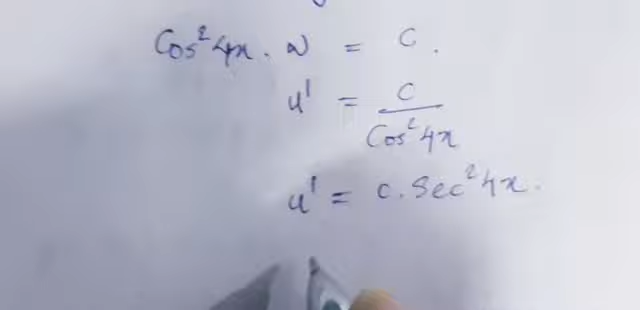 Cos²4x . w = C .
u' = C / Cos²4x
u' = C. Sec²4x.